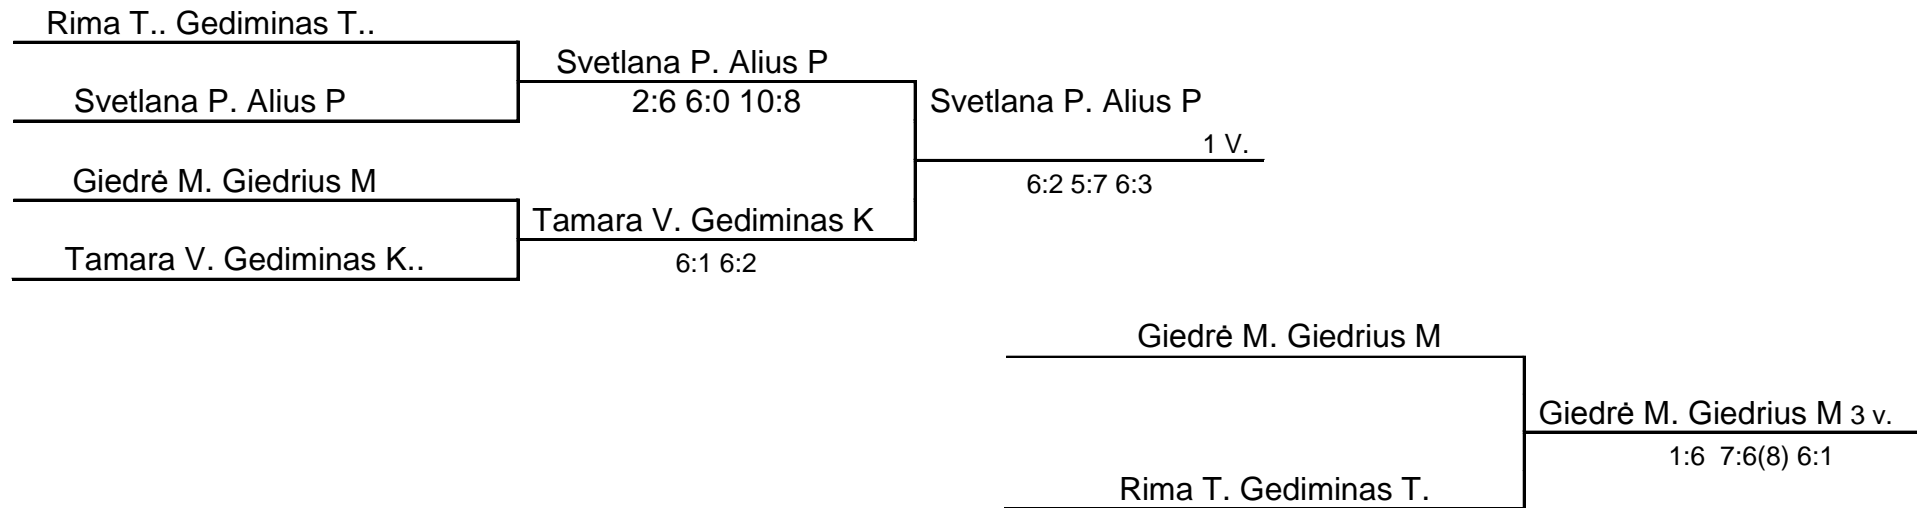 Rima T.. Gediminas T..
Svetlana P. Alius P
Svetlana P. Alius P
2:6 6:0 10:8
Svetlana P. Alius P
1 V.
Giedrė M. Giedrius M
6:2 5:7 6:3
Tamara V. Gediminas K
Tamara V. Gediminas K..
6:1 6:2
Giedrė M. Giedrius M
Giedrė M. Giedrius M 3 v.
1:6 7:6(8) 6:1
Rima T. Gediminas T.